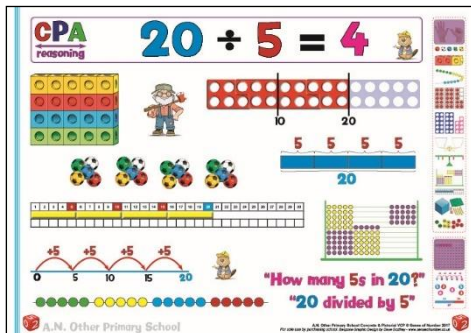 CPA
reasoning
20 ÷ 5 = 4
10 20
5 5 5 5
20
+5 +5 +5 +5
0 5 10 15 20
"How many 5s in 20?"
"20 divided by 5"
A.N. Other Primary School